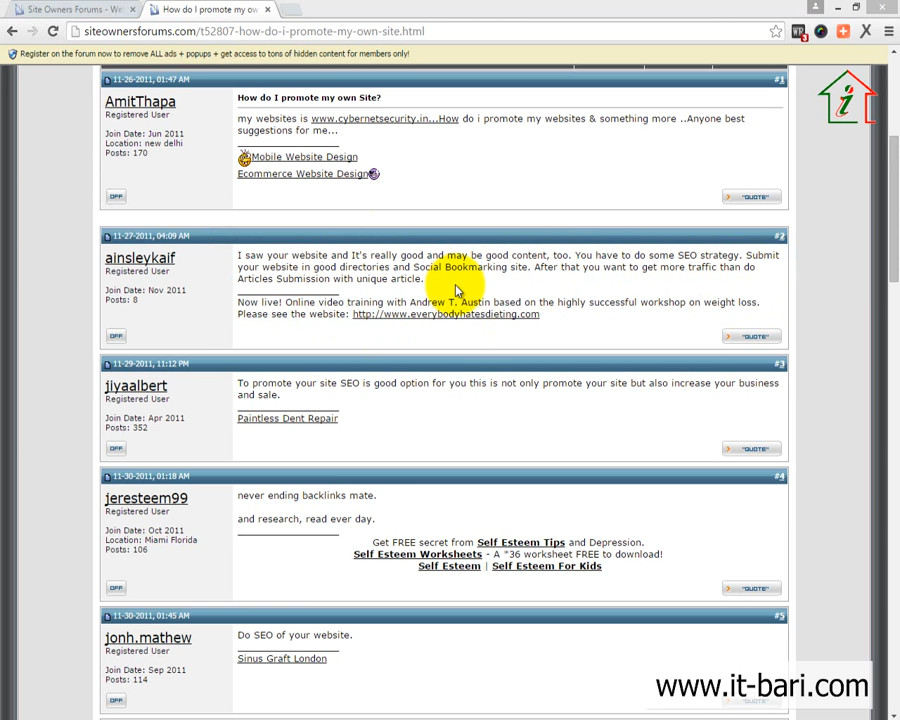 Site Owners Forums - We
How do I promote my ow
siteownersforums.com/t52807-how-do-i-promote-my-own-site.html
Register on the forum now to remove ALL ads + popups + get access to tons of hidden content for members only!
11-26-2011, 01:47 AM #1
AmitThapa
Registered User
Join Date: Jun 2011
Location: new delhi
Posts: 170
OFF
How do I promote my own Site?
my websites is www.cybernetsecurity.in...How do i promote my websites & something more ..Anyone best
suggestions for me...
Mobile Website Design
Ecommerce Website Design
"QUOTE"
11-27-2011, 04:09 AM #2
ainsleykaif
Registered User
Join Date: Nov 2011
Posts: 8
OFF
I saw your website and It's really good and may be good content, too. You have to do some SEO strategy. Submit
your website in good directories and Social Bookmarking site. After that you want to get more traffic than do
Articles Submission with unique article.
Now live! Online video training with Andrew T. Austin based on the highly successful workshop on weight loss.
Please see the website: http://www.everybodyhatesdieting.com
"QUOTE"
11-29-2011, 11:12 PM #3
jiyaalbert
Registered User
Join Date: Apr 2011
Posts: 352
OFF
To promote your site SEO is good option for you this is not only promote your site but also increase your business
and sale.
Paintless Dent Repair
"QUOTE"
11-30-2011, 01:18 AM #4
jeresteem99
Registered User
Join Date: Oct 2011
Location: Miami Florida
Posts: 106
OFF
never ending backlinks mate.
and research, read ever day.
Get FREE secret from Self Esteem Tips and Depression.
Self Esteem Worksheets - A "36 worksheet FREE to download!
Self Esteem | Self Esteem For Kids
"QUOTE"
11-30-2011, 01:45 AM #5
jonh.mathew
Registered User
Join Date: Sep 2011
Posts: 114
OFF
Do SEO of your website.
Sinus Graft London
www.it-bari.com